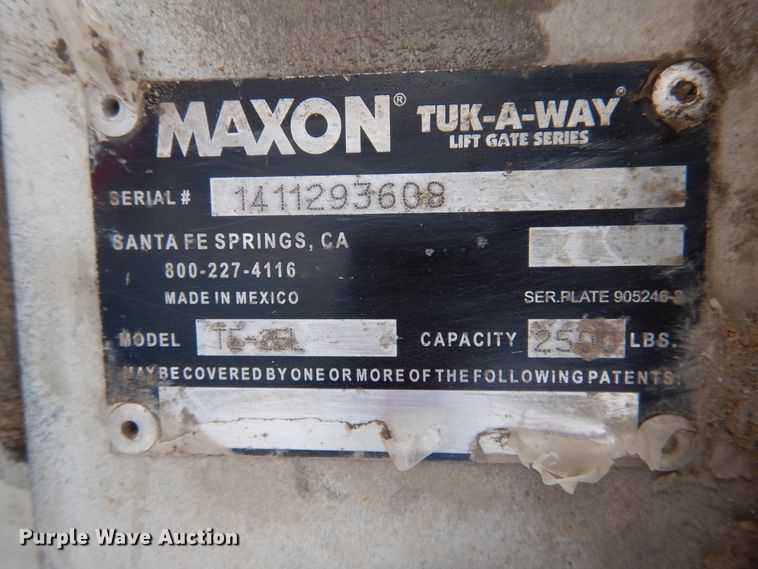 MAXON® TUK-A-WAY®
LIFT GATE SERIES
SERIAL # 1411293608
SANTA FE SPRINGS, CA
800-227-4116
MADE IN MEXICO
SER.PLATE 905246-2
MODEL CAPACITY 2500 LBS.
MAY BE COVERED BY ONE OR MORE OF THE FOLLOWING PATENTS:
Purple Wave Auction